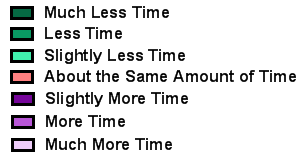 Much Less Time
Less Time
Slightly Less Time
About the Same Amount of Time
Slightly More Time
More Time
Much More Time